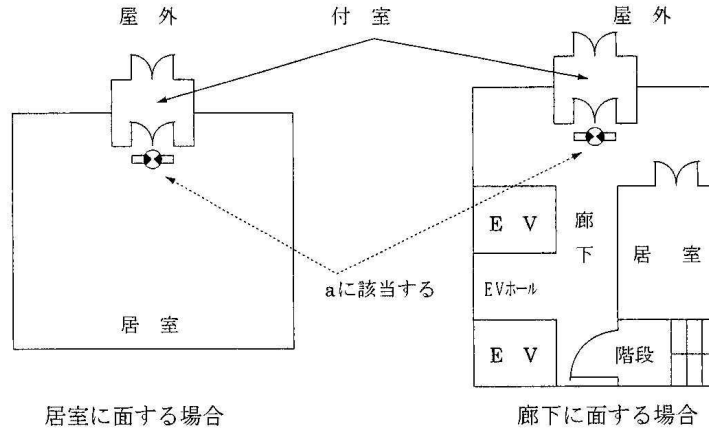 屋 外
付 室
屋 外
E V
廊下
居 室
aに該当する
EVホール
居 室
E V
階段
居室に面する場合
廊下に面する場合